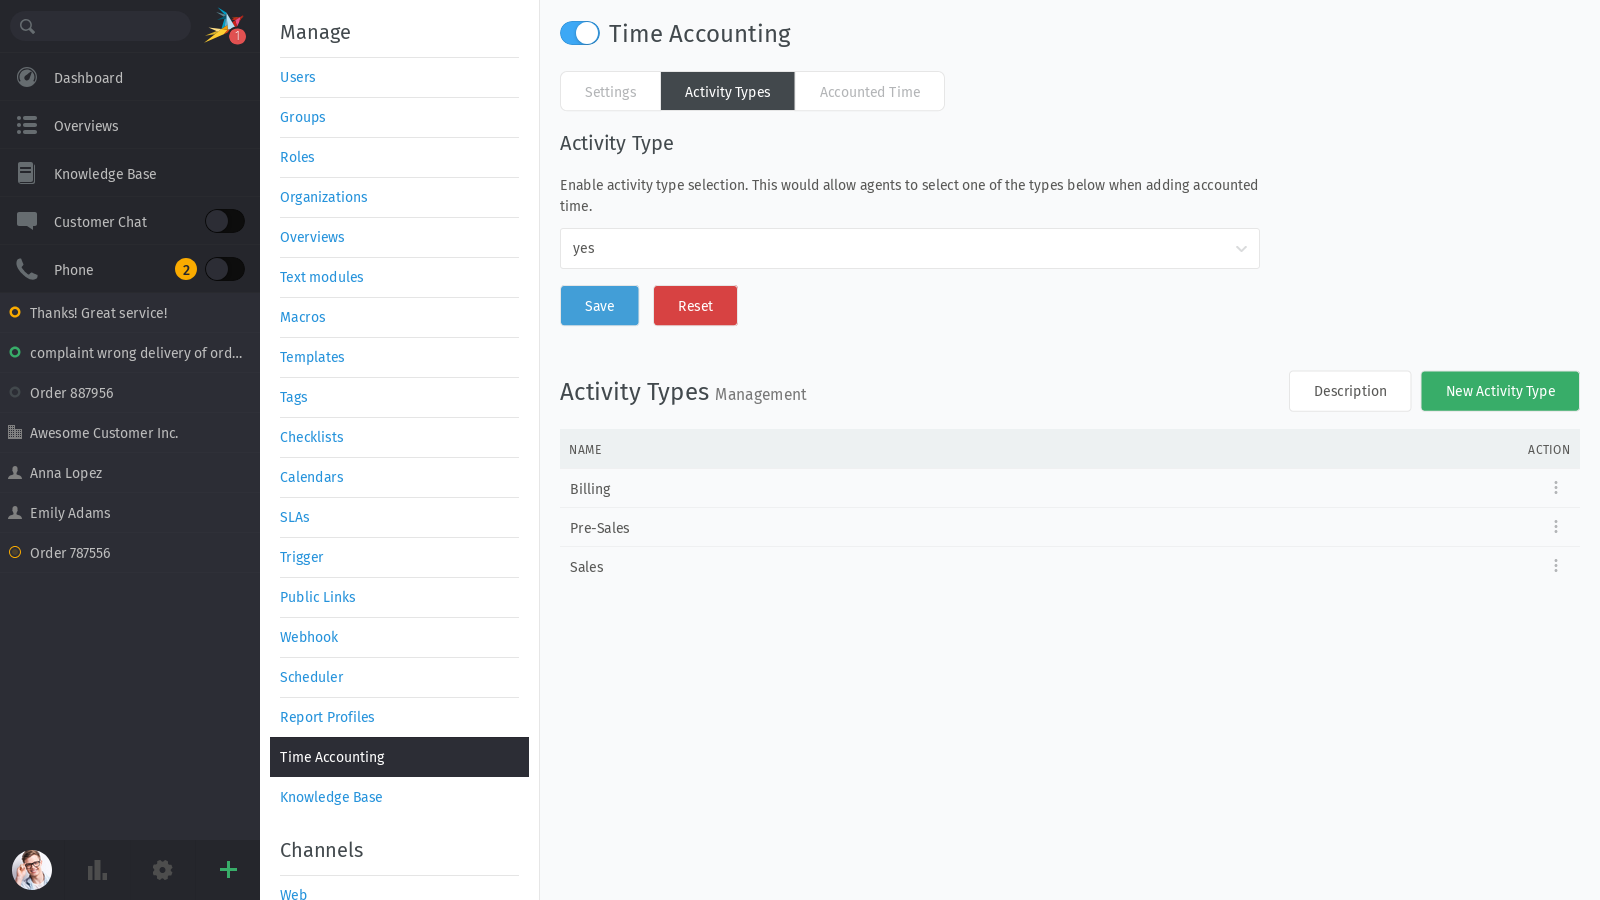 1
Dashboard
Overviews
Knowledge Base
Customer Chat
Phone
2
Thanks! Great service!
complaint wrong delivery of ord...
Order 887956
Awesome Customer Inc.
Anna Lopez
Emily Adams
Order 787556
Manage
Users
Groups
Roles
Organizations
Overviews
Text modules
Macros
Templates
Tags
Checklists
Calendars
SLAs
Trigger
Public Links
Webhook
Scheduler
Report Profiles
Time Accounting
Knowledge Base
Channels
Web
Time Accounting
Settings
Activity Types
Accounted Time
Activity Type
Enable activity type selection. This would allow agents to select one of the types below when adding accounted
time.
yes
Save
Reset
Activity Types Management
Description
New Activity Type
NAME
ACTION
Billing
Pre-Sales
Sales